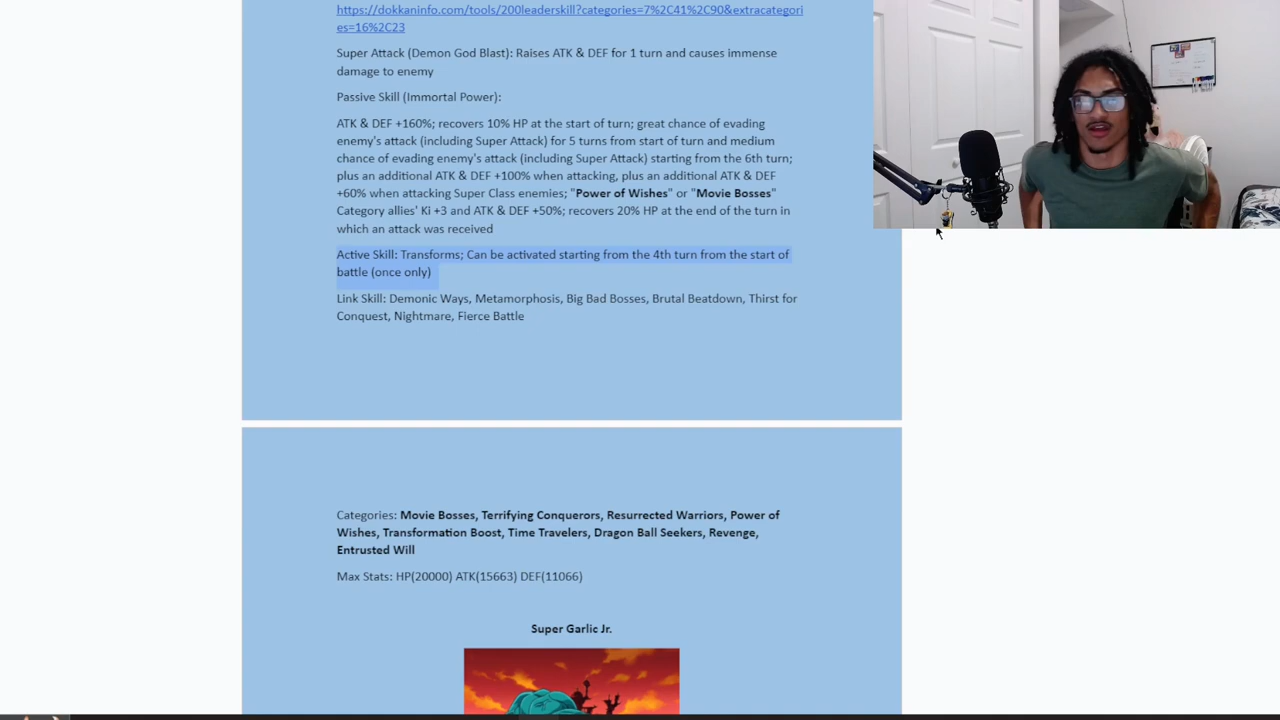 https://dokkaninfo.com/tools/200leaderskill?categories=7%2C41%2C90&extracategori
es=16%2C23
Super Attack (Demon God Blast): Raises ATK & DEF for 1 turn and causes immense
damage to enemy
Passive Skill (Immortal Power):
ATK & DEF +160%; recovers 10% HP at the start of turn; great chance of evading
enemy's attack (including Super Attack) for 5 turns from start of turn and medium
chance of evading enemy's attack (including Super Attack) starting from the 6th turn;
plus an additional ATK & DEF +100% when attacking, plus an additional ATK & DEF
+60% when attacking Super Class enemies; "Power of Wishes" or "Movie Bosses"
Category allies' Ki +3 and ATK & DEF +50%; recovers 20% HP at the end of the turn in
which an attack was received
Active Skill: Transforms; Can be activated starting from the 4th turn from the start of
battle (once only)
Link Skill: Demonic Ways, Metamorphosis, Big Bad Bosses, Brutal Beatdown, Thirst for
Conquest, Nightmare, Fierce Battle
Categories: Movie Bosses, Terrifying Conquerors, Resurrected Warriors, Power of
Wishes, Transformation Boost, Time Travelers, Dragon Ball Seekers, Revenge,
Entrusted Will
Max Stats: HP(20000) ATK(15663) DEF(11066)
Super Garlic Jr.